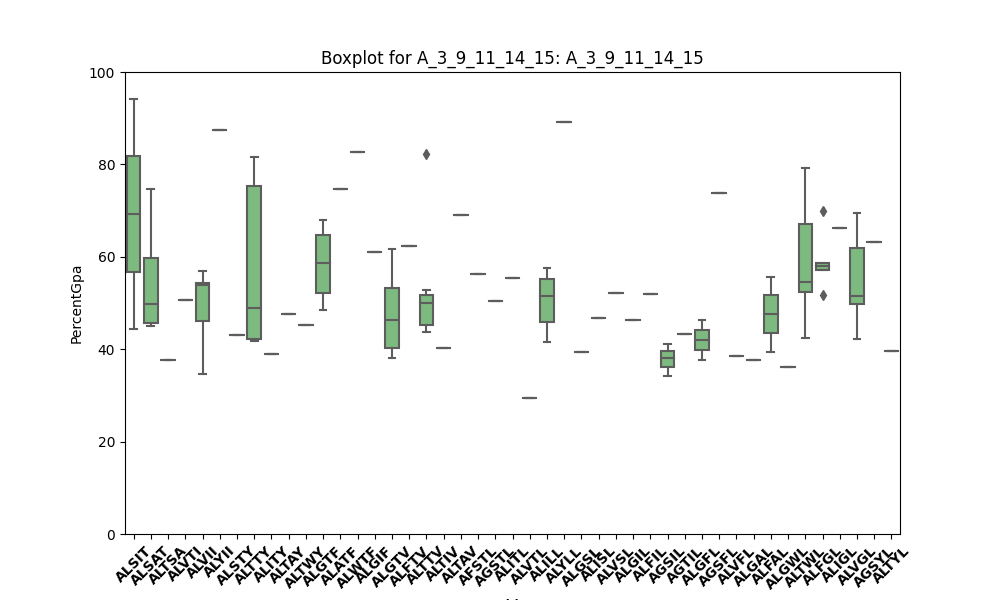 Boxplot for A_3_9_11_14_15: A_3_9_11_14_15
100
80
60
40
20
0
PercentGpa
ALSIT
ALSAT
ALTSA
ALVTI
ALVII
ALYII
ALSTY
ALTTY
ALITY
ALTAY
ALTWY
ALGTF
ALATF
ALWTF
ALGIF
ALGTV
ALFTV
ALTTV
ALTIV
ALTAV
AFSTL
AGSTL
ALITL
ALVTL
ALILL
ALYLL
ALGSL
ALISL
ALVSL
ALGIL
ALFIL
AGSIL
AGTIL
ALGFL
AGSFL
ALVFL
ALGAL
ALFAL
ALGWL
ALTWL
ALFGL
ALIGL
ALVGL
AGSYL
ALTYL